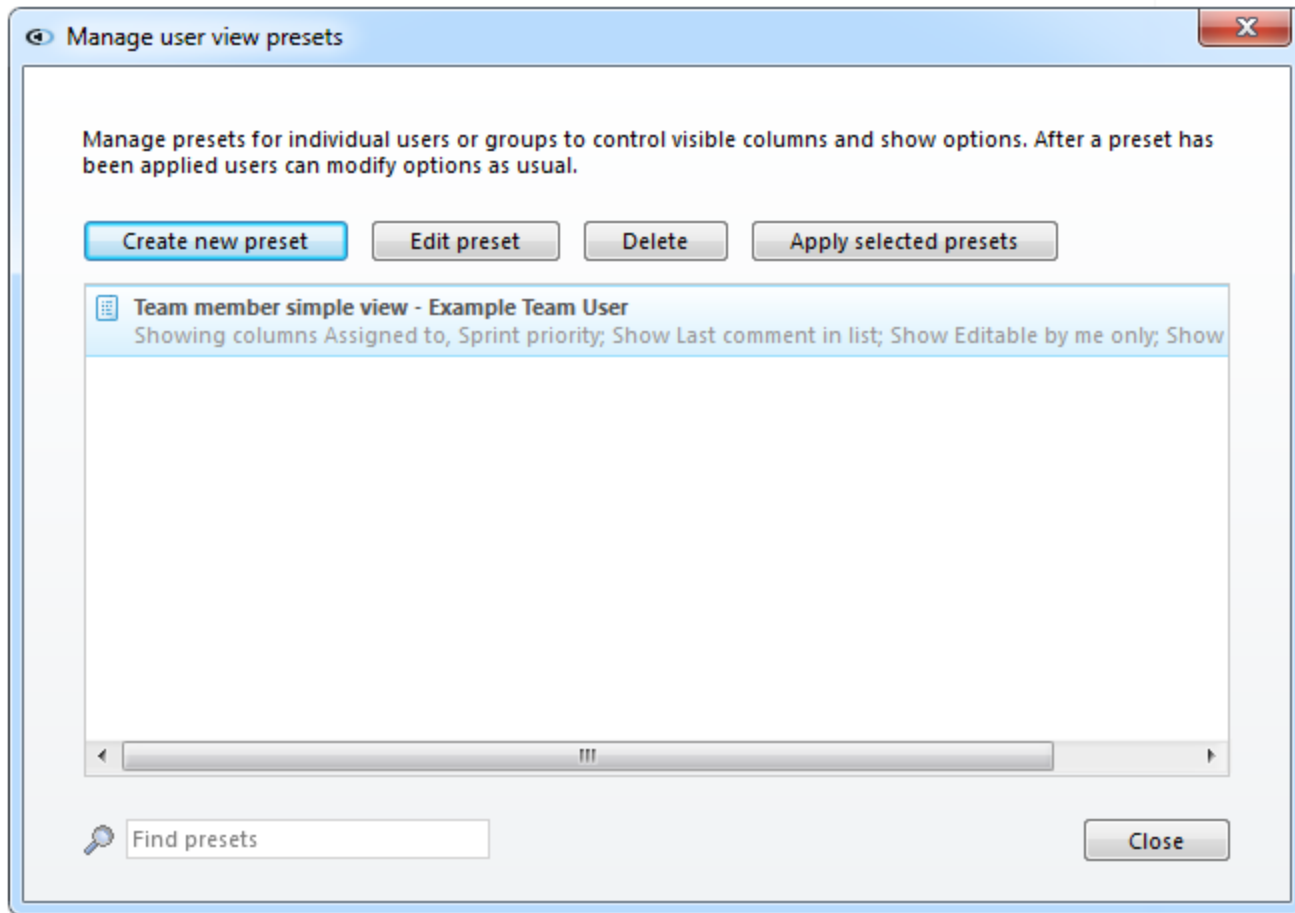 Manage user view presets
Manage presets for individual users or groups to control visible columns and show options. After a preset has
been applied users can modify options as usual.
Create new preset
Edit preset
Delete
Apply selected presets
Team member simple view - Example Team User
Showing columns Assigned to, Sprint priority; Show Last comment in list; Show Editable by me only; Show
Find presets
Close